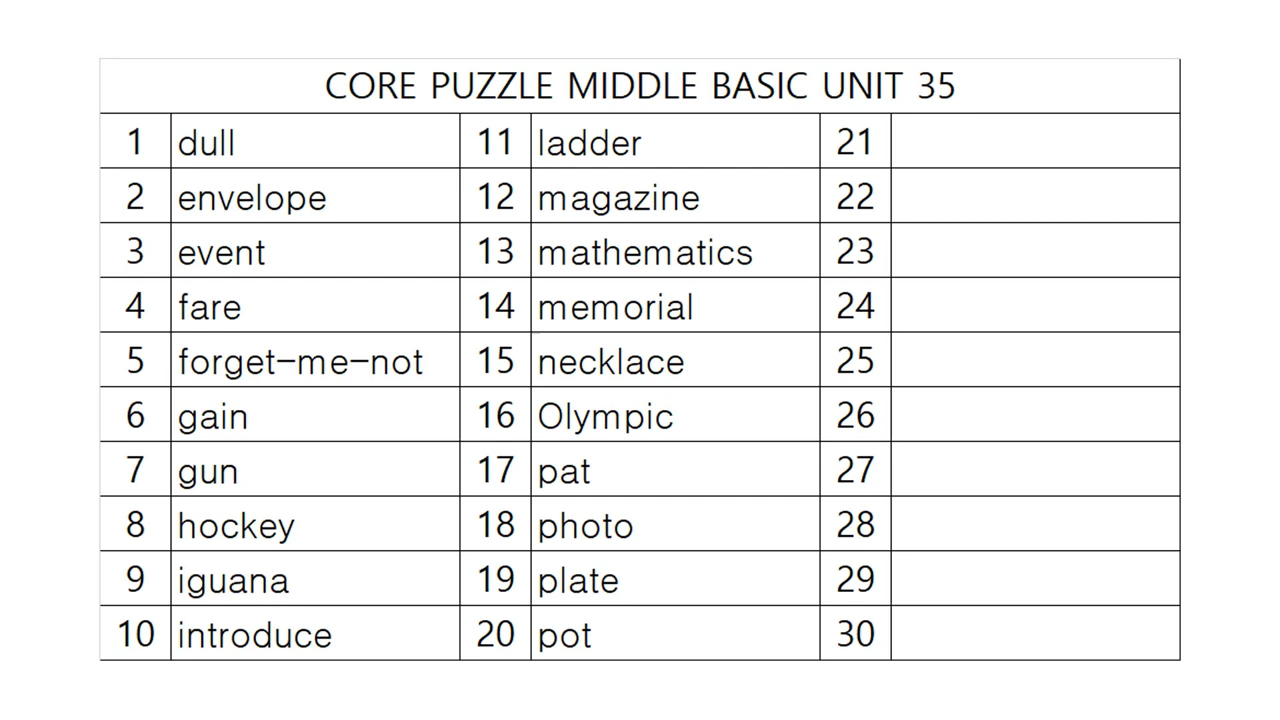 CORE PUZZLE MIDDLE BASIC UNIT 35
1 dull 11 ladder 21
2 envelope 12 magazine 22
3 event 13 mathematics 23
4 fare 14 memorial 24
5 forget-me-not 15 necklace 25
6 gain 16 Olympic 26
7 gun 17 pat 27
8 hockey 18 photo 28
9 iguana 19 plate 29
10 introduce 20 pot 30